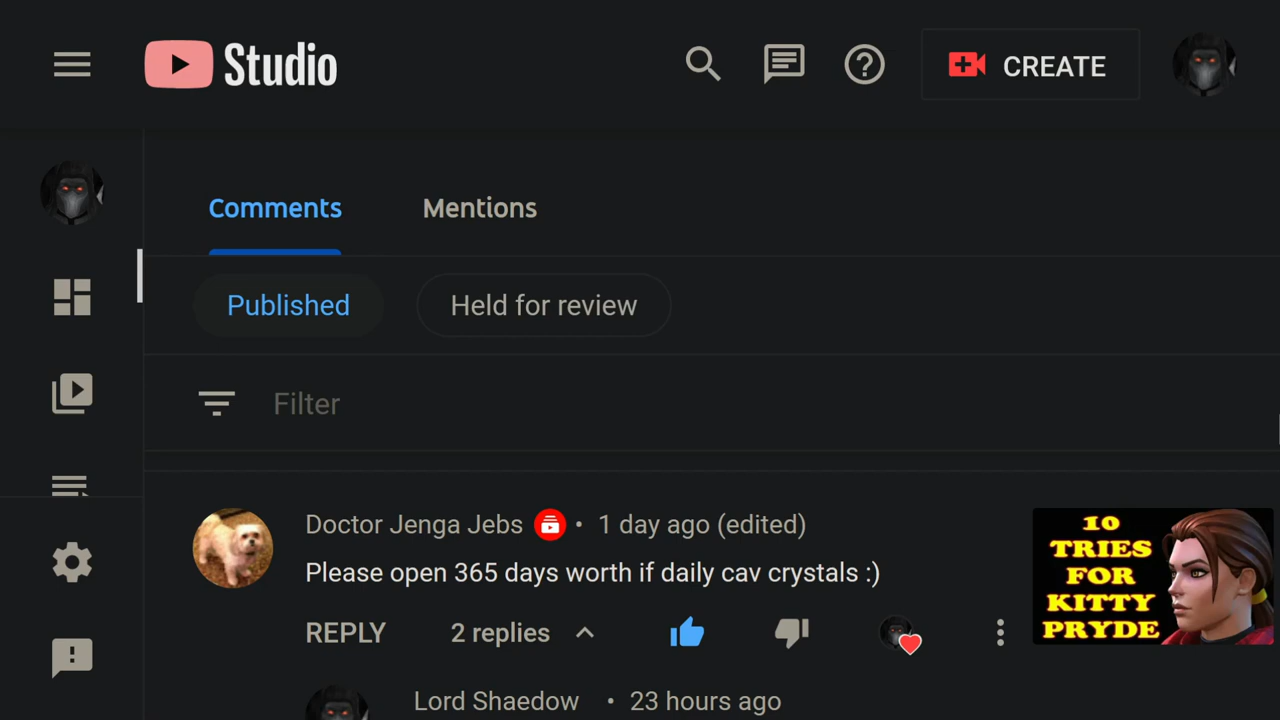 Studio
CREATE
Comments Mentions
Published Held for review
Filter
Doctor Jenga Jebs • 1 day ago (edited)
Please open 365 days worth if daily cav crystals :)
REPLY 2 replies
10
TRIES
FOR
KITTY
PRYDE
Lord Shaedow • 23 hours ago